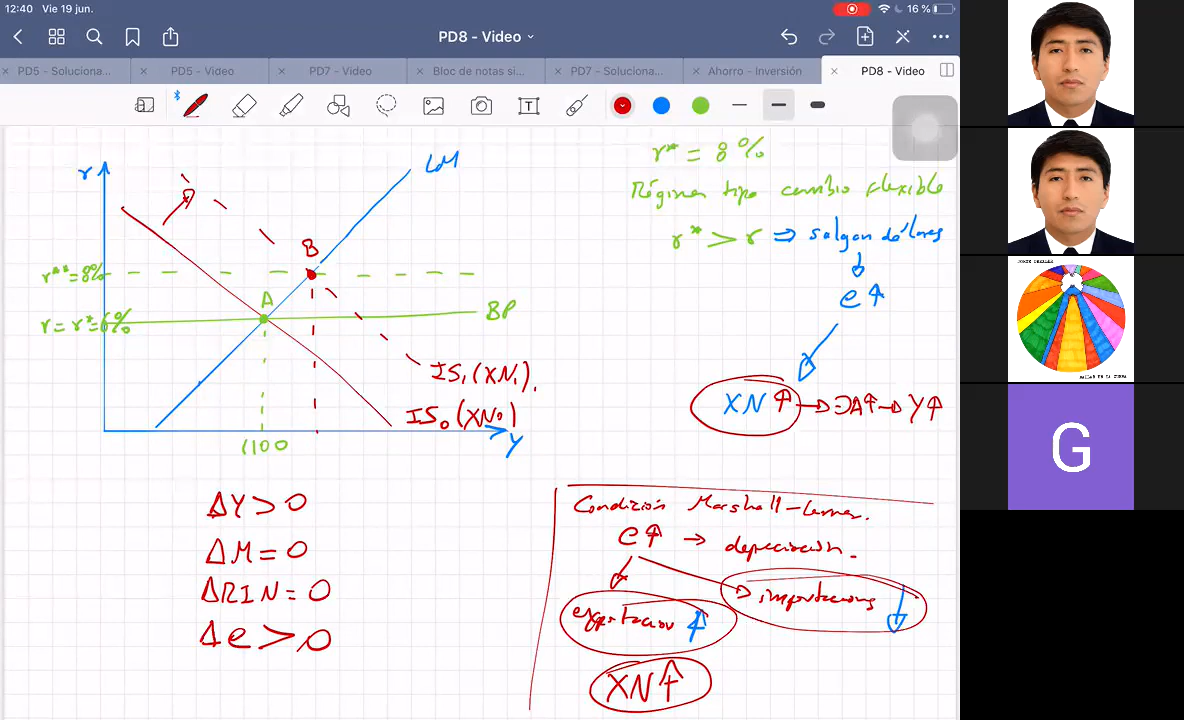 12:40 Vie 19 jun.
16 %
PD8 - Video
PD5 - Soluciona...
PD5 - Video
PD7 - Video
Bloc de notas si...
PD7 - Soluciona...
Ahorro - Inversión
PD8 - Video
r
LM
B
r** = 8%
A
r = r* = 6%
BP
IS₁ (XN₁).
IS₀ (XN₀)
Y
1100
r* = 8%
Régimen tipo cambio flexible
r* > r ⇒ salgan dólares
e ↑
XN ↑ → DA↑ → Y↑
ΔY > 0
ΔM = 0
ΔRIN = 0
Δe > 0
Condición Marshall-Lerner.
e ↑ → depreciación.
exportacion ↑
→ importaciones ↓
XN ↑
G